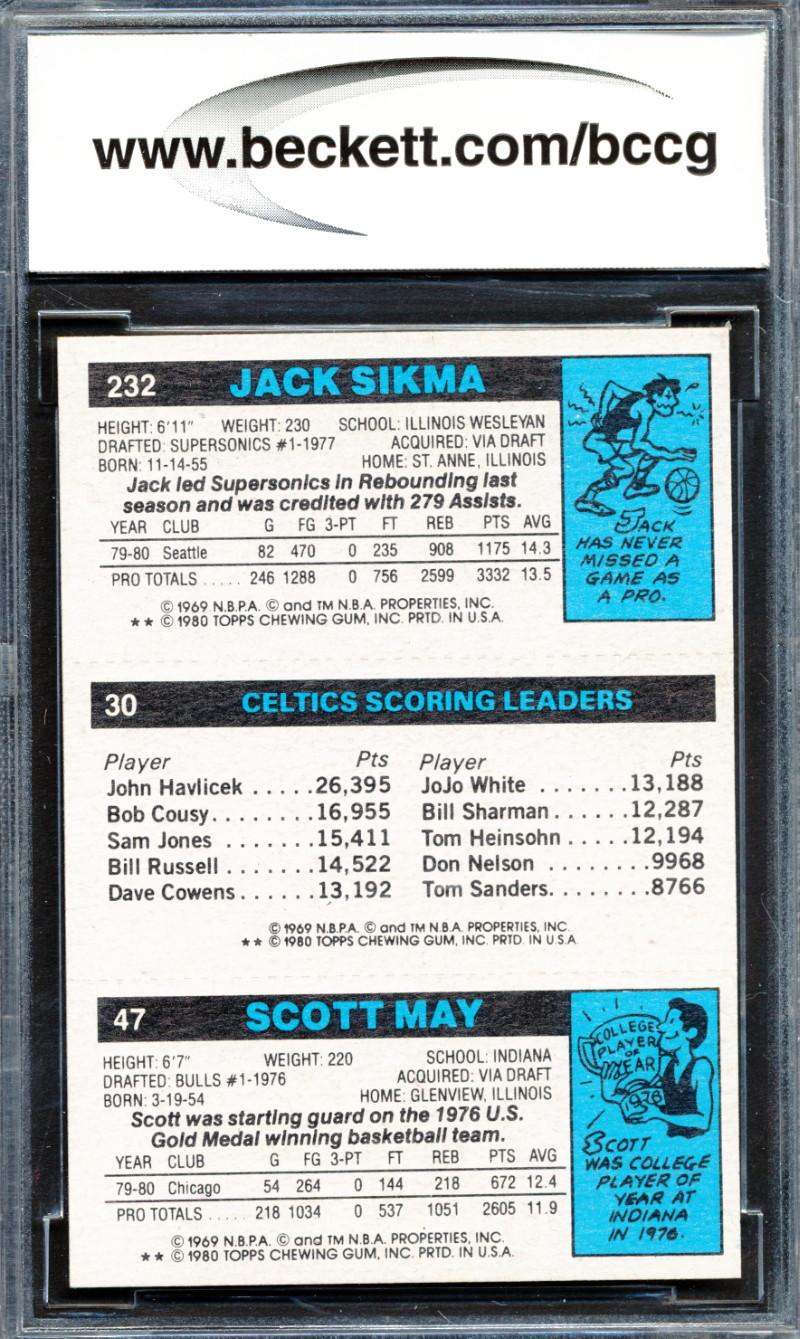 www.beckett.com/bccg
232 JACK SIKMA
HEIGHT: 6'11" WEIGHT: 230 SCHOOL: ILLINOIS WESLEYAN
DRAFTED: SUPERSONICS #1-1977 ACQUIRED: VIA DRAFT
BORN: 11-14-55 HOME: ST. ANNE, ILLINOIS
Jack led Supersonics in Rebounding last
season and was credited with 279 Assists.
YEAR CLUB G FG 3-PT FT REB PTS AVG
79-80 Seattle 82 470 0 235 908 1175 14.3
PRO TOTALS ..... 246 1288 0 756 2599 3332 13.5
© 1969 N.B.P.A. © and TM N.B.A. PROPERTIES, INC.
★★ © 1980 TOPPS CHEWING GUM, INC. PRTD. IN U.S.A.
JACK
HAS NEVER
MISSED A
GAME AS
A PRO.
30 CELTICS SCORING LEADERS
Player Pts Player Pts
John Havlicek .....26,395 JoJo White .......13,188
Bob Cousy........16,955 Bill Sharman.......12,287
Sam Jones .......15,411 Tom Heinsohn .....12,194
Bill Russell .......14,522 Don Nelson ........9968
Dave Cowens......13,192 Tom Sanders........8766
© 1969 N.B.P.A. © and TM N.B.A. PROPERTIES, INC.
★★ © 1980 TOPPS CHEWING GUM, INC. PRTD. IN U.S.A.
47 SCOTT MAY
HEIGHT: 6'7" WEIGHT: 220 SCHOOL: INDIANA
DRAFTED: BULLS #1-1976 ACQUIRED: VIA DRAFT
BORN: 3-19-54 HOME: GLENVIEW, ILLINOIS
Scott was starting guard on the 1976 U.S.
Gold Medal winning basketball team.
YEAR CLUB G FG 3-PT FT REB PTS AVG
79-80 Chicago 54 264 0 144 218 672 12.4
PRO TOTALS ..... 218 1034 0 537 1051 2605 11.9
© 1969 N.B.P.A. © and TM N.B.A. PROPERTIES, INC.
★★ © 1980 TOPPS CHEWING GUM, INC. PRTD. IN U.S.A.
COLLEGE
PLAYER
OF
YEAR
1976
SCOTT
WAS COLLEGE
PLAYER OF
YEAR AT
INDIANA
IN 1976.